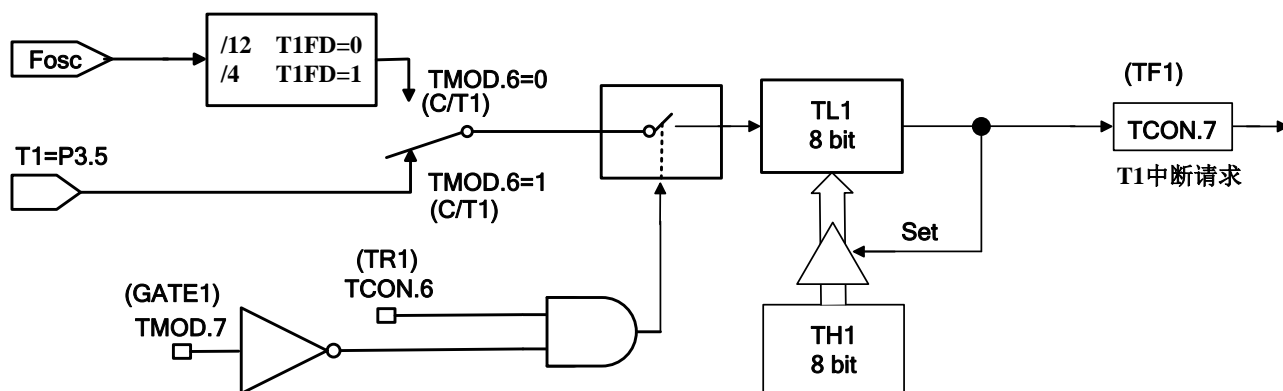 Fosc
/12 T1FD=0
/4 T1FD=1
TMOD.6=0
(C/T1)
T1=P3.5
TMOD.6=1
(C/T1)
TL1
8 bit
(TF1)
TCON.7
T1中断请求
Set
(TR1)
TCON.6
(GATE1)
TMOD.7
TH1
8 bit